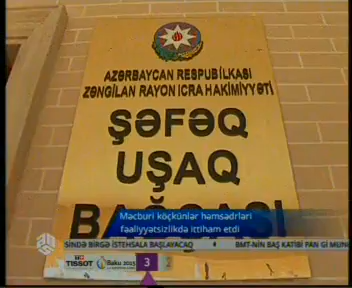 AZƏRBAYCAN RESPUBLİKASI
ZƏNGİLAN RAYON İCRA HAKİMİYYƏTİ
ŞƏFƏQ
UŞAQ
BAĞÇASI
Məcburi köçkünlər həmsədrləri
fəaliyyətsizlikdə ittiham etdi
SİNDƏ BİRGƏ İSTEHSALA BAŞLAYACAQ
BMT-NİN BAŞ KATİBİ PAN Gİ MUN
TISSOT
Baku 2015
3